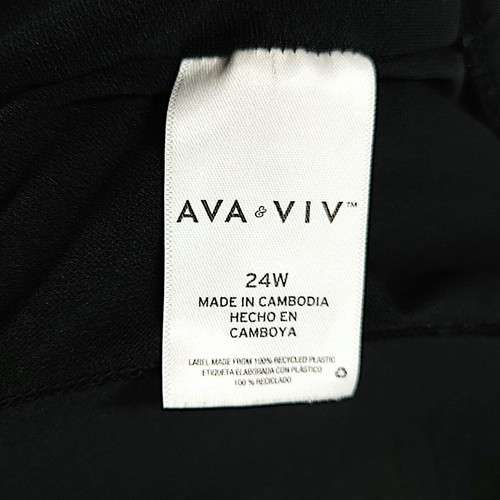 AVA & VIV™
24W
MADE IN CAMBODIA
HECHO EN
CAMBOYA
LABEL MADE FROM 100% RECYCLED PLASTIC
ETIQUETA ELABORADA CON PLÁSTICO
100 % RECICLADO